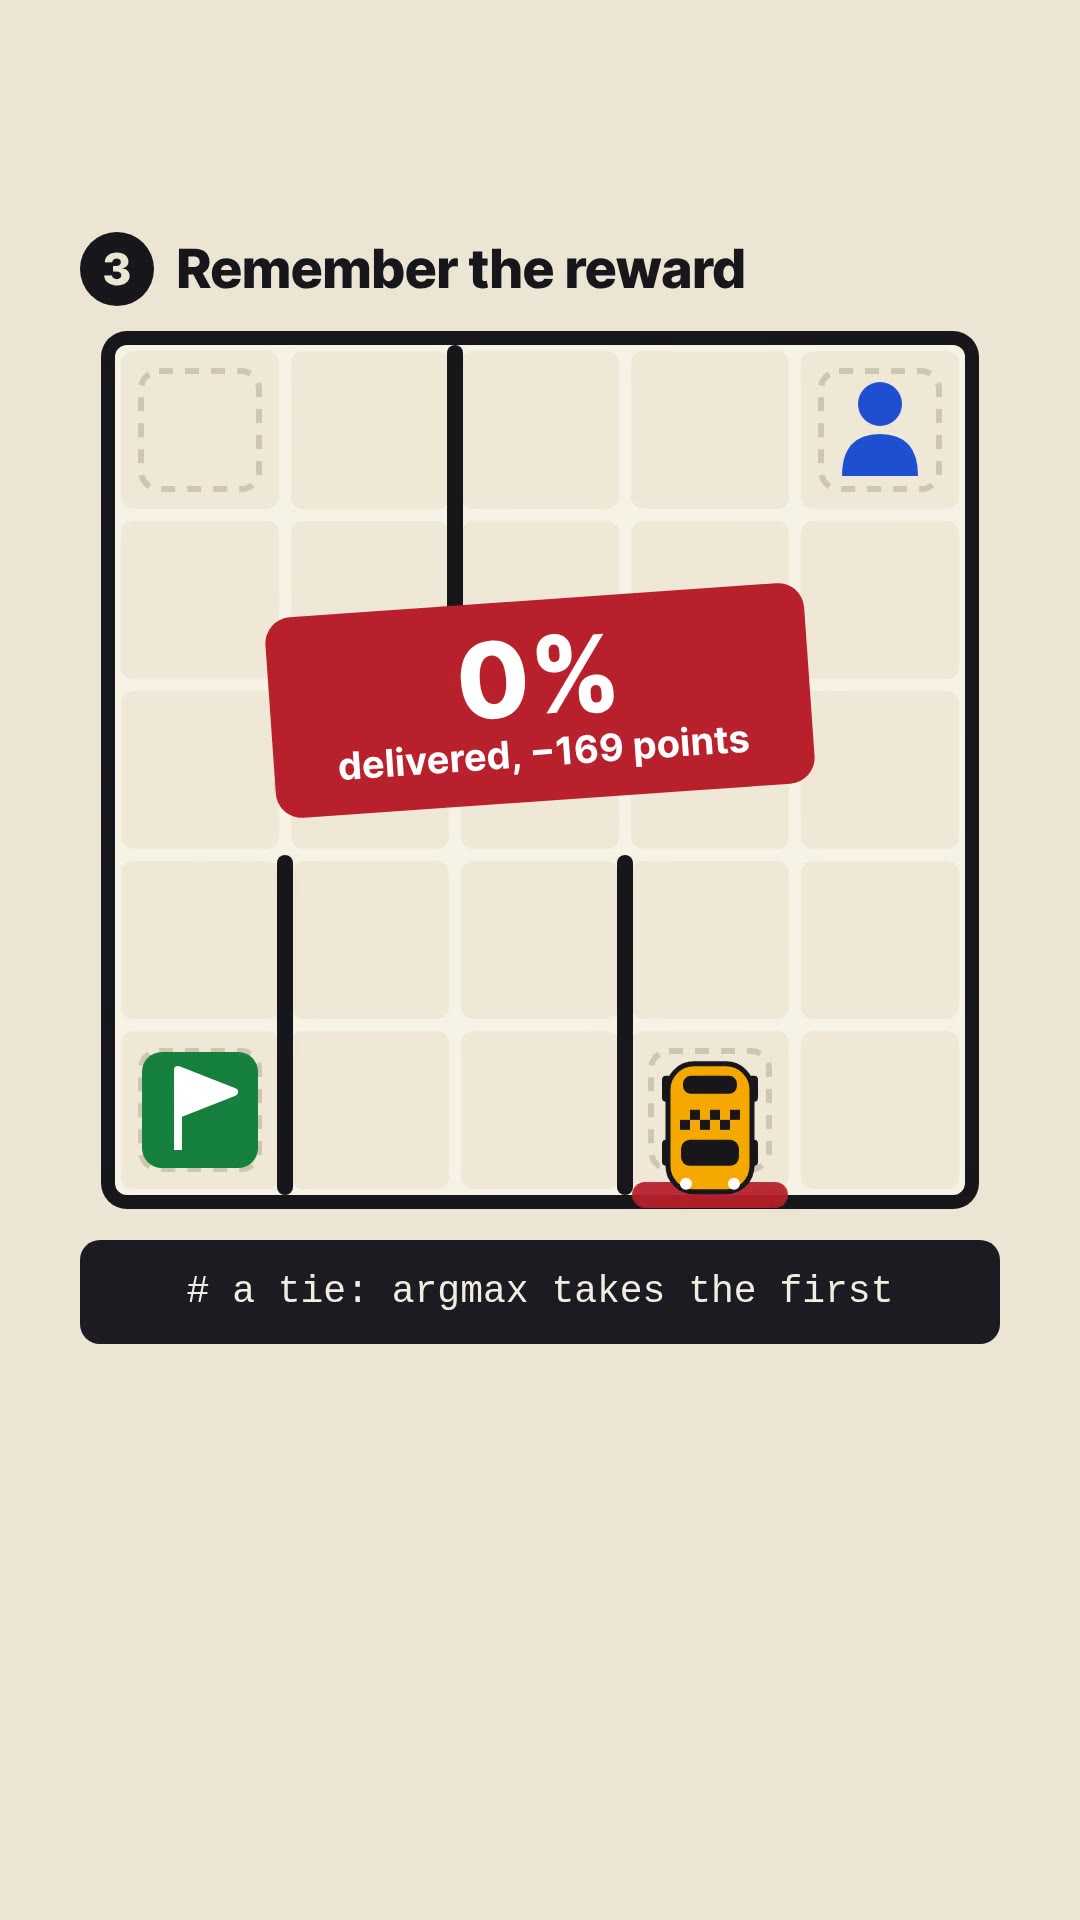 3 Remember the reward
0%
delivered, −169 points
# a tie: argmax takes the first